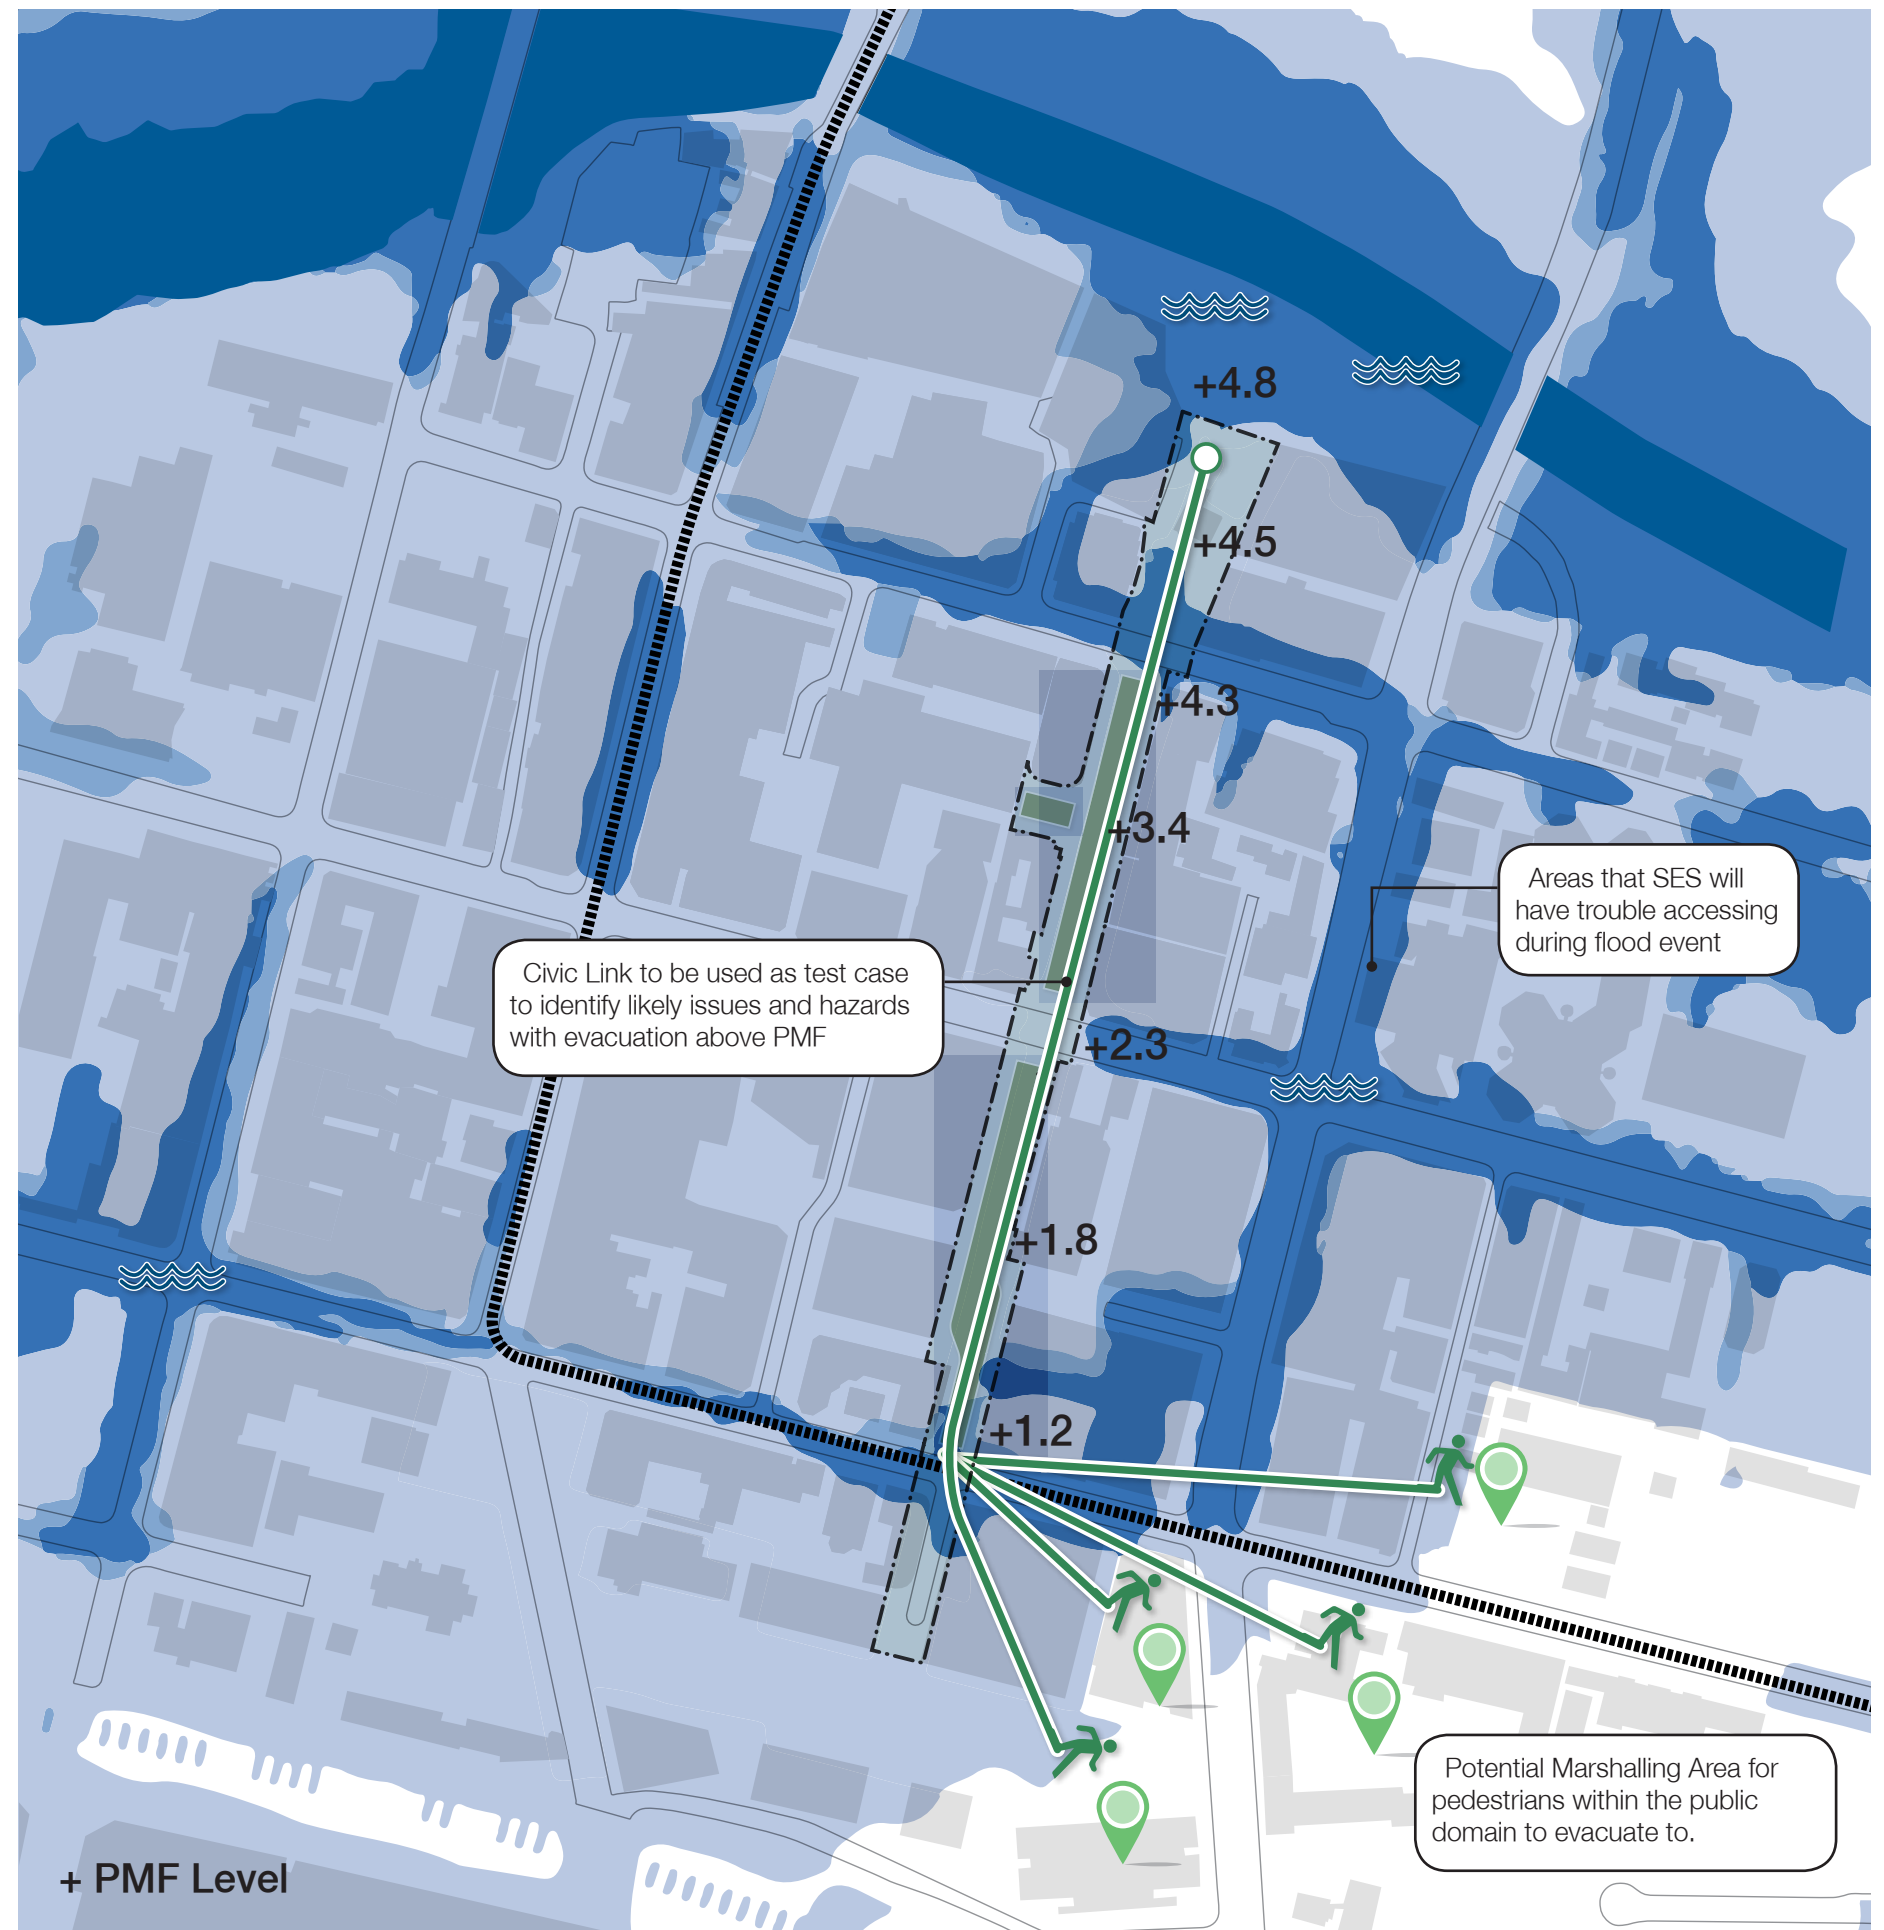 +4.8
+4.5
+4.3
+3.4
Areas that SES will
have trouble accessing
during flood event
Civic Link to be used as test case
to identify likely issues and hazards
with evacuation above PMF
+2.3
+1.8
+1.2
Potential Marshalling Area for
pedestrians within the public
domain to evacuate to.
+ PMF Level